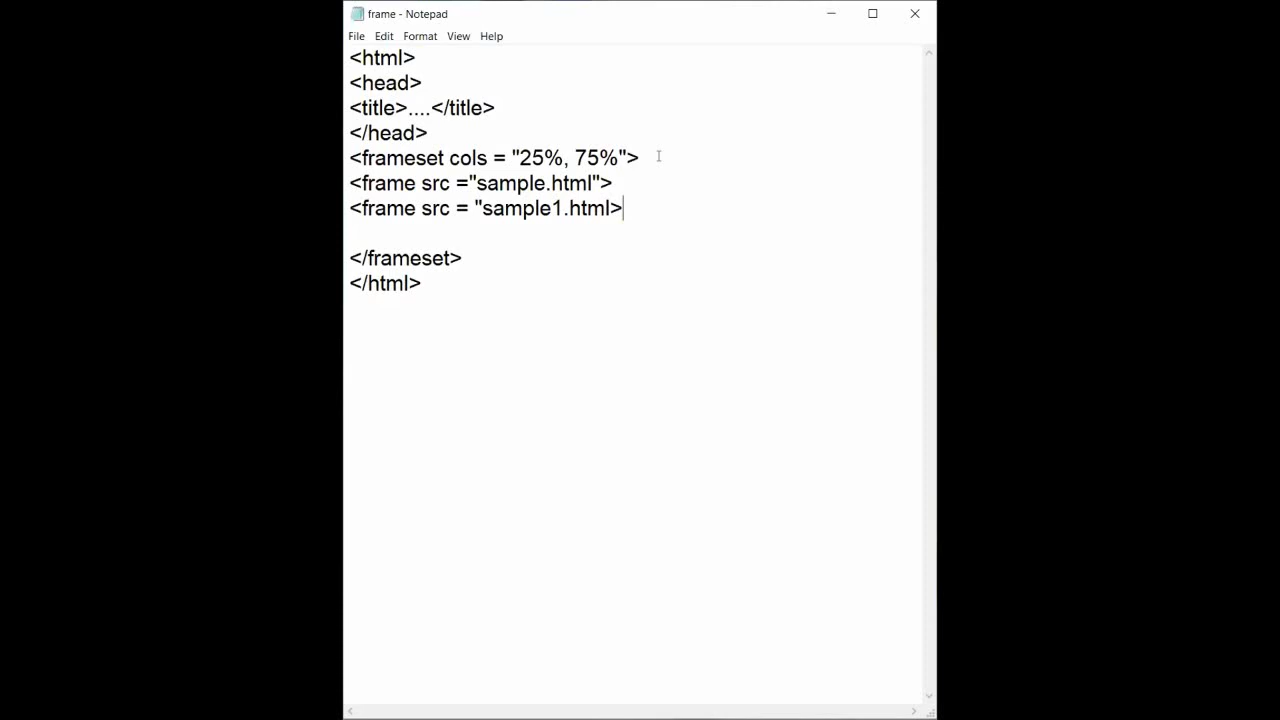 frame - Notepad
File Edit Format View Help
<html>
<head>
<title>....</title>
</head>
<frameset cols = "25%, 75%">
<frame src ="sample.html">
<frame src = "sample1.html>
</frameset>
</html>